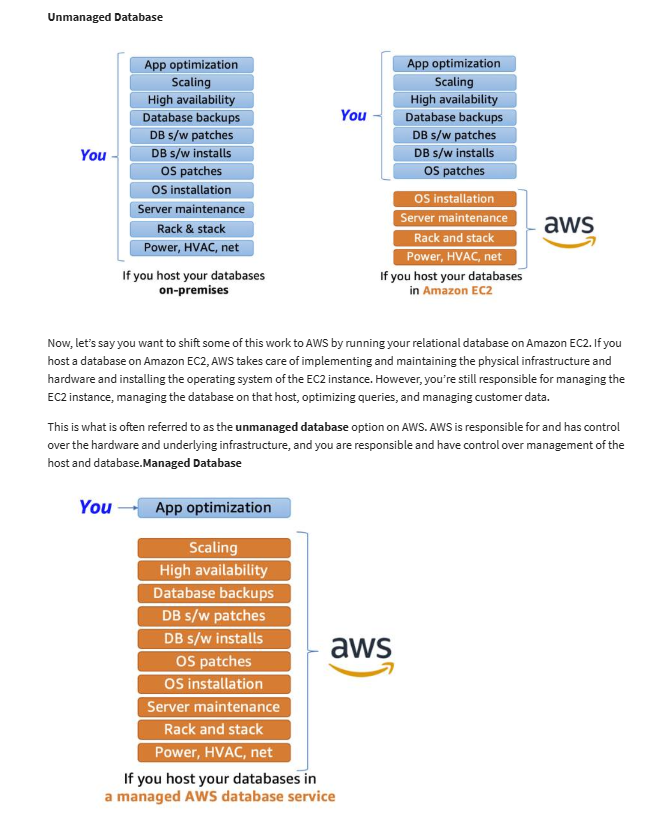 Unmanaged Database
You
App optimization
Scaling
High availability
Database backups
DB s/w patches
DB s/w installs
OS patches
OS installation
Server maintenance
Rack & stack
Power, HVAC, net
If you host your databases
on-premises
You
App optimization
Scaling
High availability
Database backups
DB s/w patches
DB s/w installs
OS patches
OS installation
Server maintenance
Rack and stack
Power, HVAC, net
aws
If you host your databases
in Amazon EC2
Now, let's say you want to shift some of this work to AWS by running your relational database on Amazon EC2. If you
host a database on Amazon EC2, AWS takes care of implementing and maintaining the physical infrastructure and
hardware and installing the operating system of the EC2 instance. However, you're still responsible for managing the
EC2 instance, managing the database on that host, optimizing queries, and managing customer data.
This is what is often referred to as the unmanaged database option on AWS. AWS is responsible for and has control
over the hardware and underlying infrastructure, and you are responsible and have control over management of the
host and database.Managed Database
You
App optimization
Scaling
High availability
Database backups
DB s/w patches
DB s/w installs
OS patches
OS installation
Server maintenance
Rack and stack
Power, HVAC, net
aws
If you host your databases in
a managed AWS database service